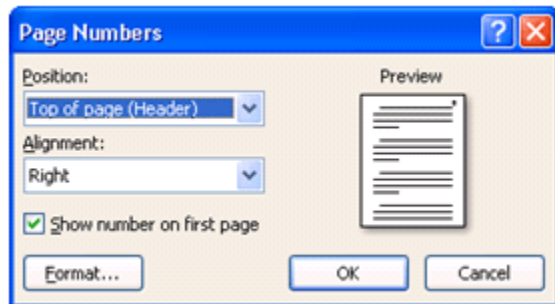 Page Numbers
Position:
Preview
Top of page (Header)
Alignment:
Right
Show number on first page
Format...
OK
Cancel